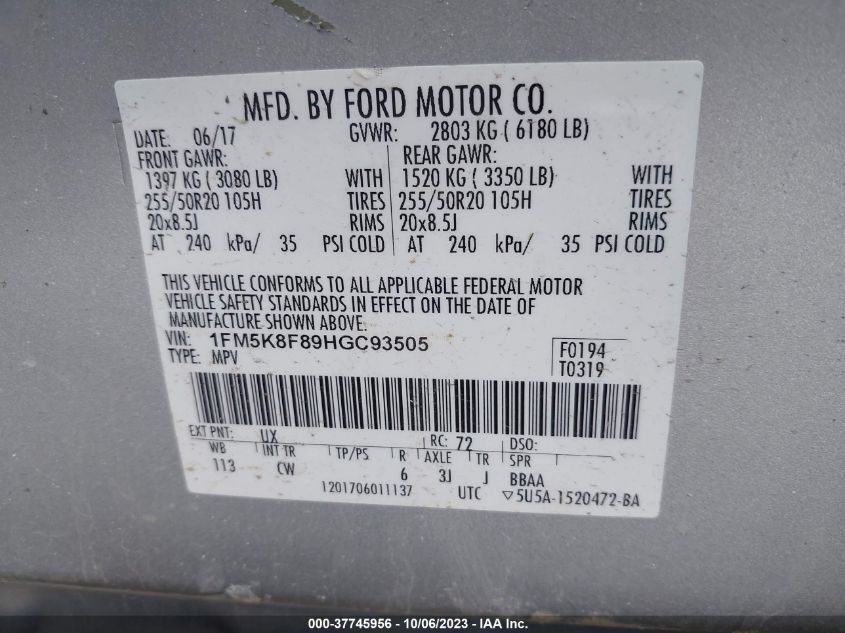 MFD. BY FORD MOTOR CO.
DATE: 06/17 GVWR: 2803 KG ( 6180 LB)
FRONT GAWR: REAR GAWR:
1397 KG ( 3080 LB) WITH 1520 KG ( 3350 LB) WITH
255/50R20 105H TIRES 255/50R20 105H TIRES
20x8.5J RIMS 20x8.5J RIMS
AT 240 kPa/ 35 PSI COLD AT 240 kPa/ 35 PSI COLD
THIS VEHICLE CONFORMS TO ALL APPLICABLE FEDERAL MOTOR
VEHICLE SAFETY STANDARDS IN EFFECT ON THE DATE OF
MANUFACTURE SHOWN ABOVE.
VIN: 1FM5K8F89HGC93505
TYPE: MPV
F0194
T0319
EXT PNT: UX RC: 72 DSO:
WB INT TR TP/PS R AXLE TR SPR
113 CW 6 3J J BBAA
1201706011137 UTC ▽5U5A-1520472-BA
000-37745956 - 10/06/2023 - IAA Inc.